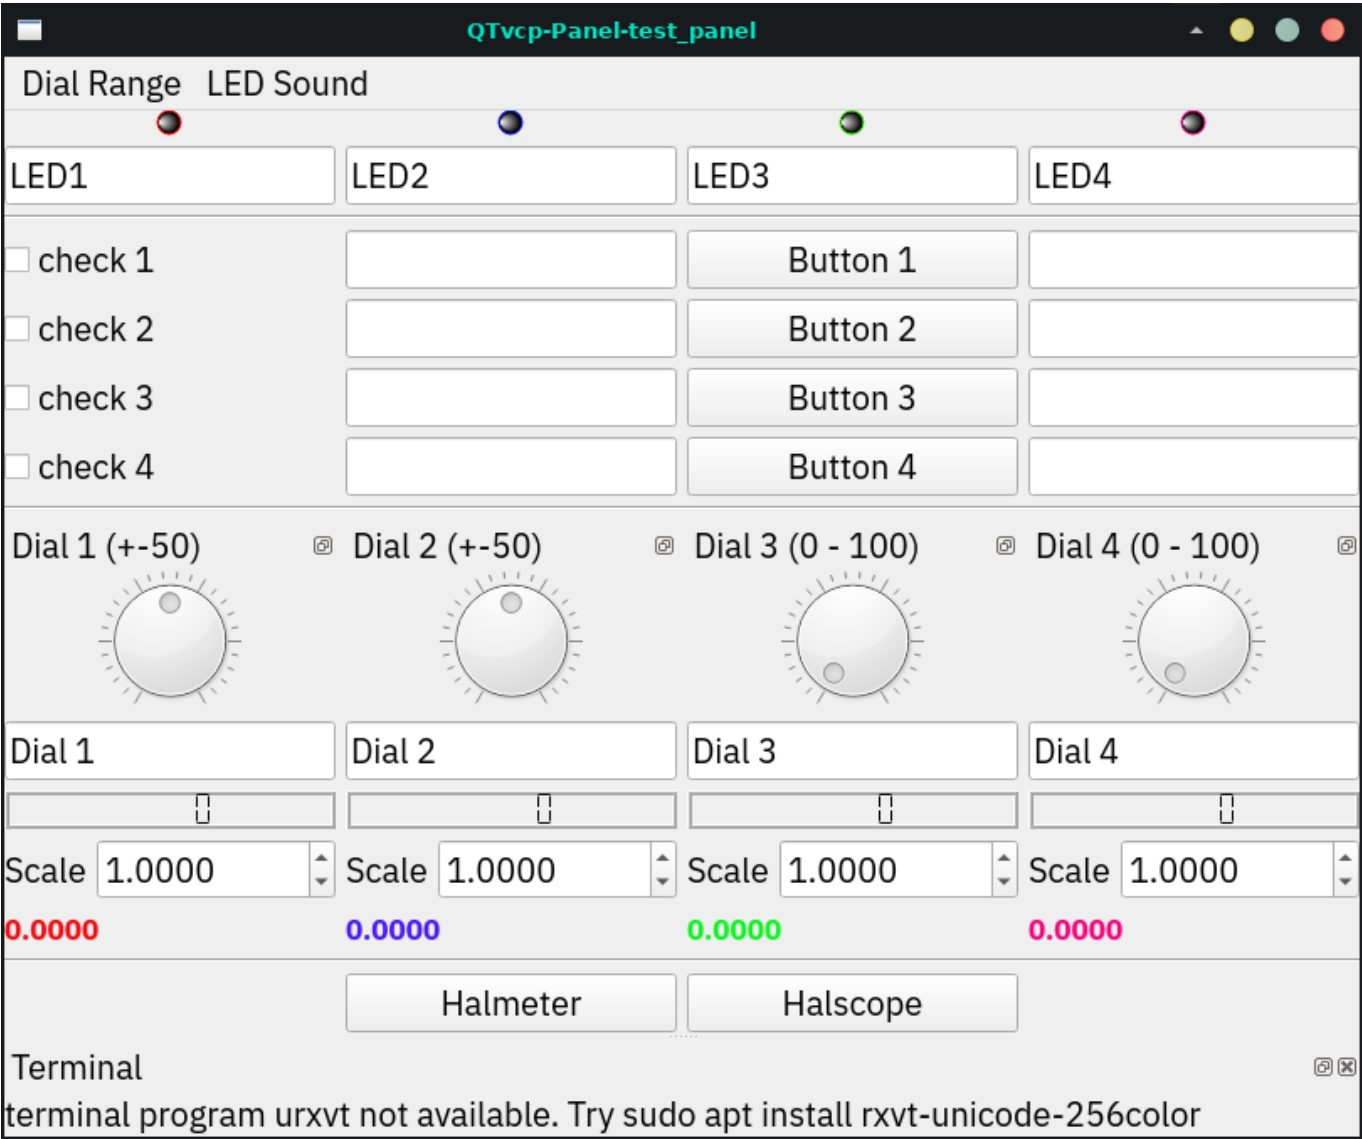 QTvcp-Panel-test_panel
Dial Range LED Sound
LED1 LED2 LED3 LED4
check 1 Button 1
check 2 Button 2
check 3 Button 3
check 4 Button 4
Dial 1 (+-50) Dial 2 (+-50) Dial 3 (0 - 100) Dial 4 (0 - 100)
Dial 1 Dial 2 Dial 3 Dial 4
0 0 0 0
Scale 1.0000 Scale 1.0000 Scale 1.0000 Scale 1.0000
0.0000 0.0000 0.0000 0.0000
Halmeter Halscope
Terminal
terminal program urxvt not available. Try sudo apt install rxvt-unicode-256color